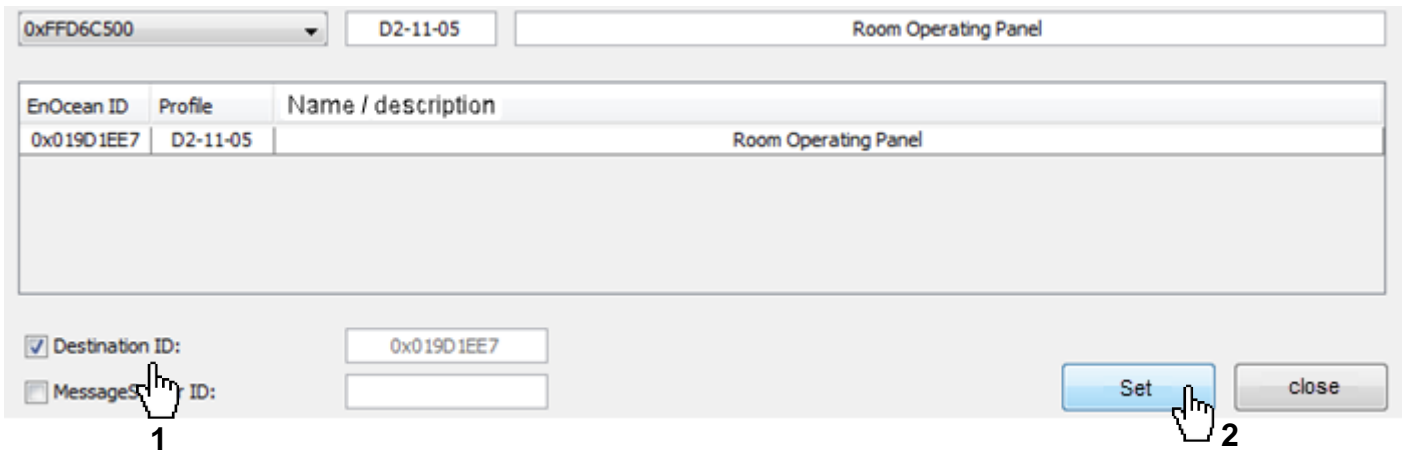 0xFFD6C500 D2-11-05 Room Operating Panel
EnOcean ID Profile Name / description
0x019D1EE7 D2-11-05 Room Operating Panel
Destination ID: 0x019D1EE7
ID:
Set close
1 2